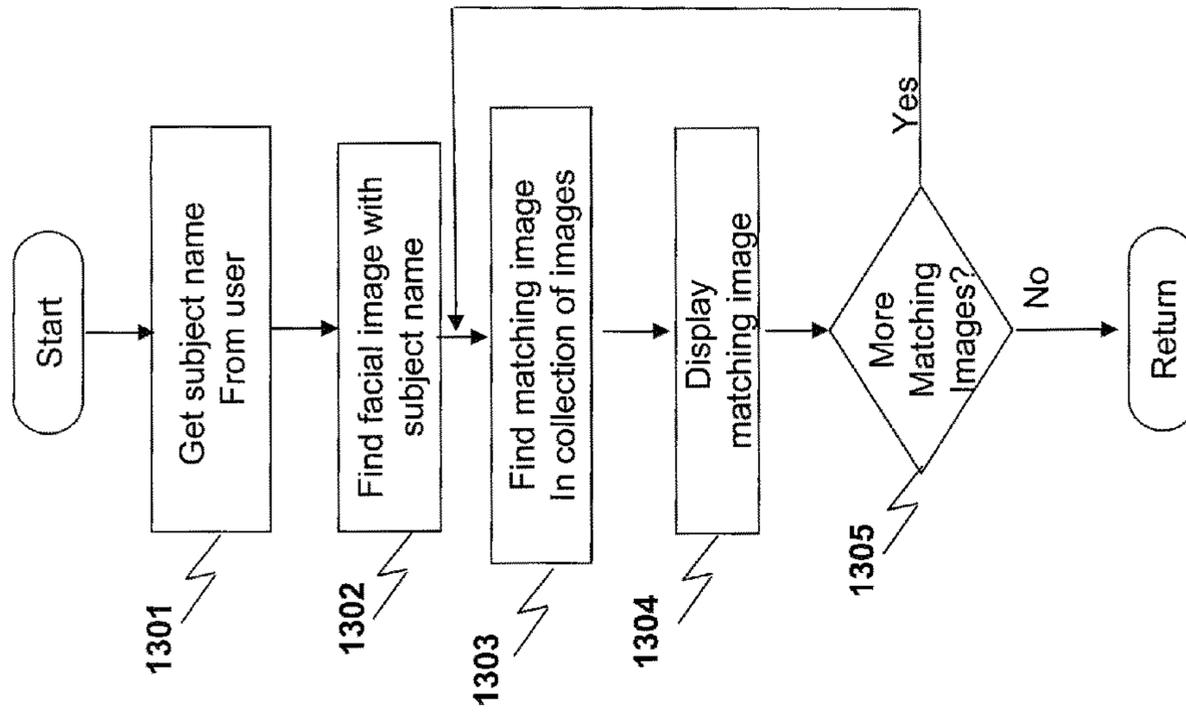 Start
Get subject name
From user
1301
Find facial image with
subject name
1302
Find matching image
In collection of images
1303
Display
matching image
1304
More
Matching
Images?
1305
Yes
No
Return